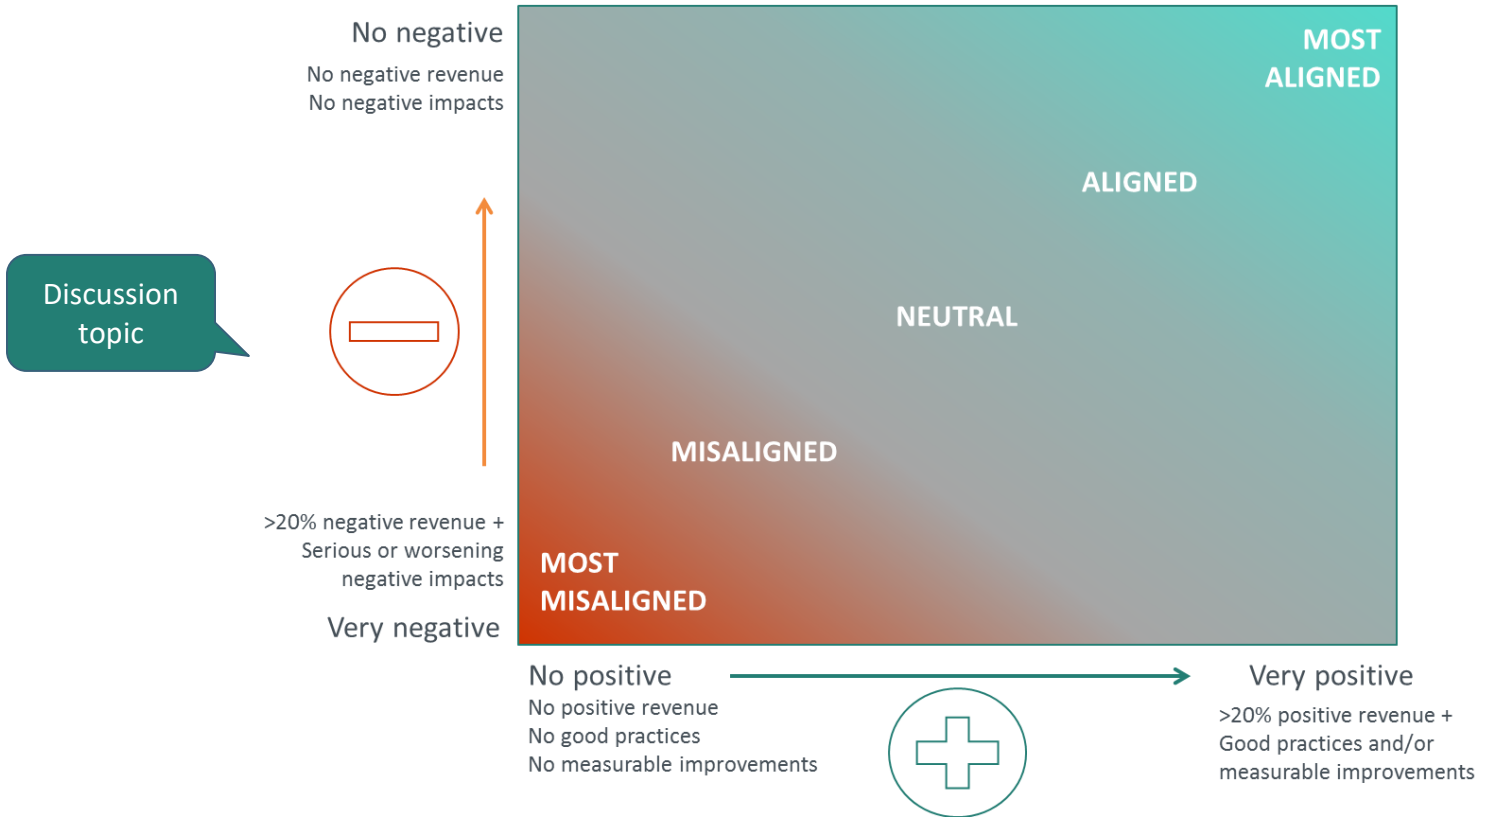 No negative
No negative revenue
No negative impacts
MOST
ALIGNED
ALIGNED
Discussion
topic
NEUTRAL
MISALIGNED
>20% negative revenue +
Serious or worsening
negative impacts
MOST
MISALIGNED
Very negative
No positive
No positive revenue
No good practices
No measurable improvements
Very positive
>20% positive revenue +
Good practices and/or
measurable improvements